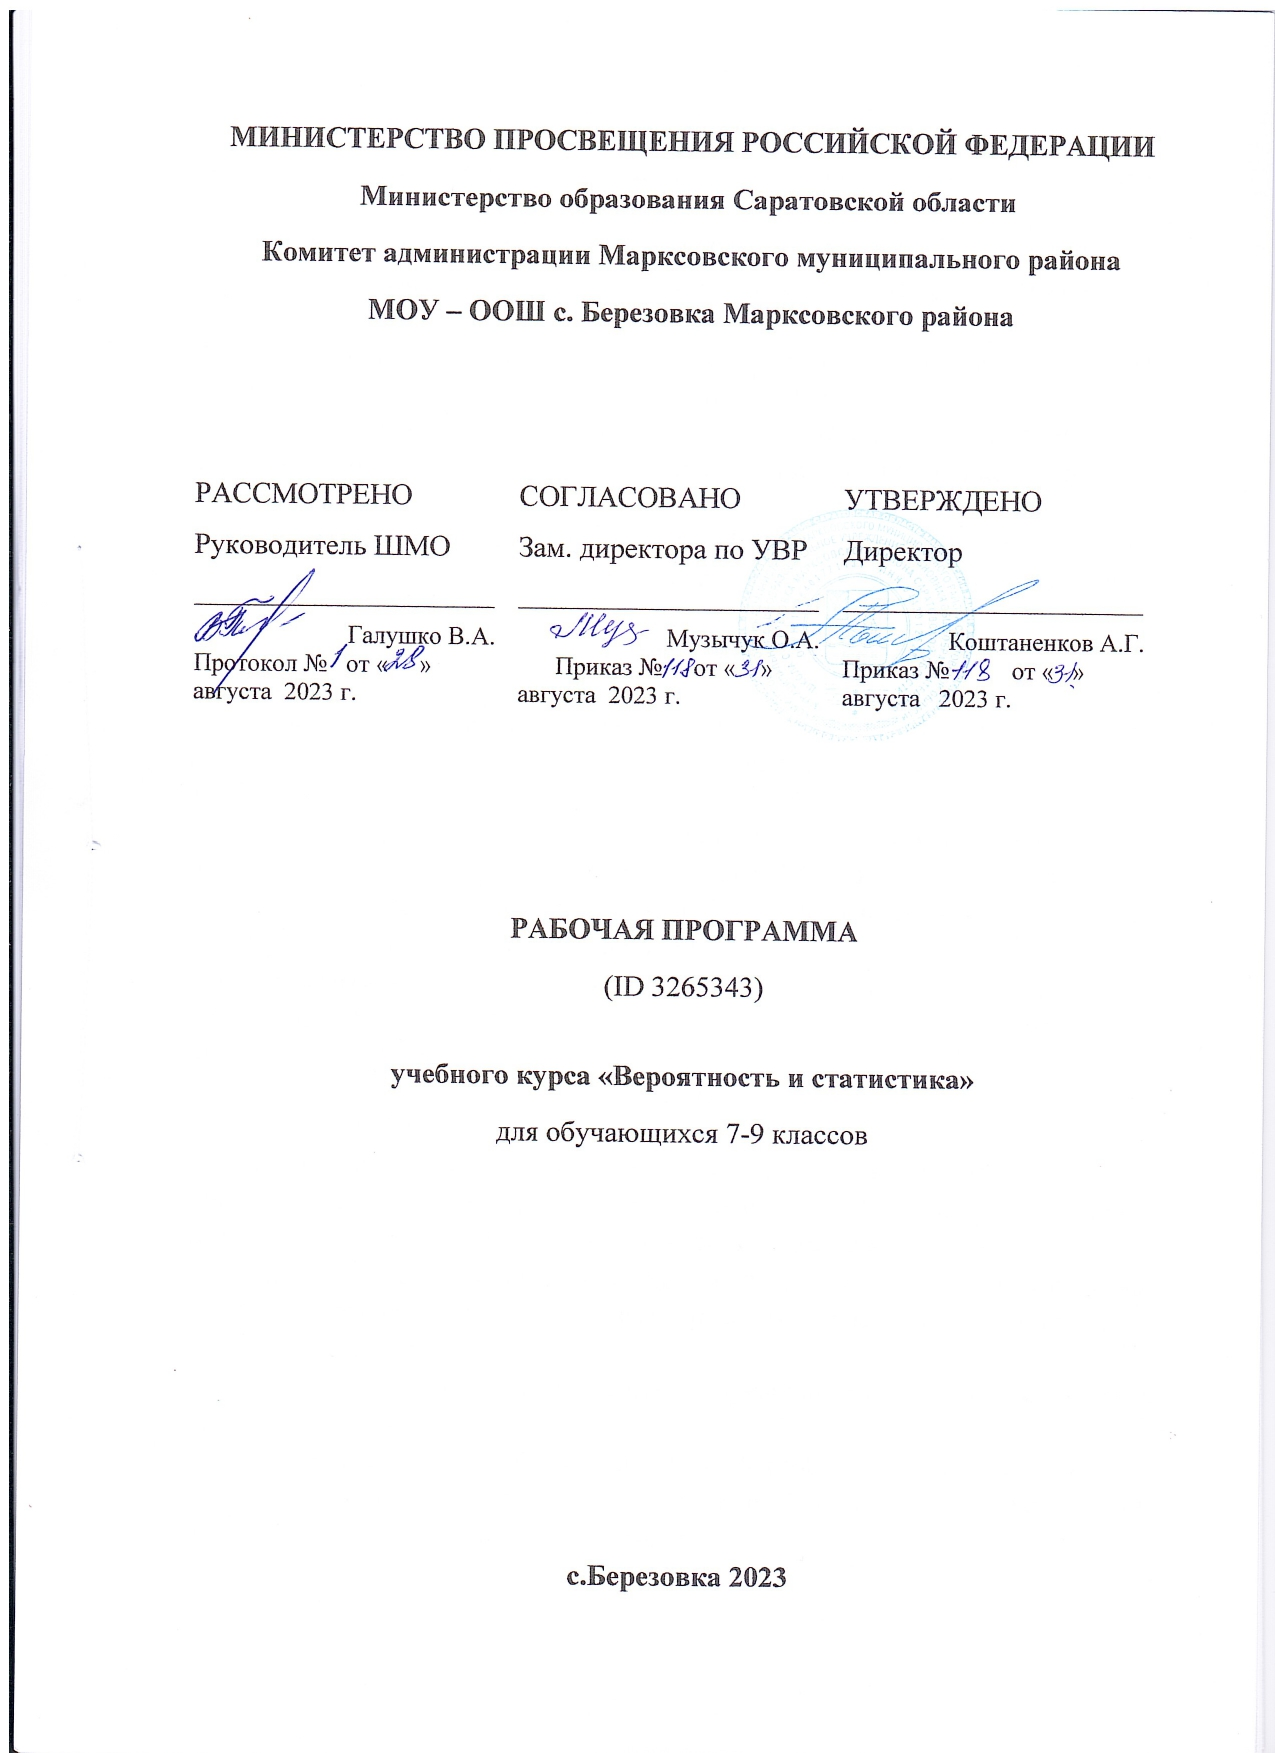 МИНИСТЕРСТВО ПРОСВЕЩЕНИЯ РОССИЙСКОЙ ФЕДЕРАЦИИ
Министерство образования Саратовской области
Комитет администрации Марксовского муниципального района
МОУ – ООШ с. Березовка Марксовского района
РАССМОТРЕНО
Руководитель ШМО
Галушко В.А.
Протокол № 1 от «28»
августа 2023 г.
СОГЛАСОВАНО
Зам. директора по УВР
Музычук О.А.
Приказ №118 от «31»
августа 2023 г.
УТВЕРЖДЕНО
Директор
Коштаненков А.Г.
Приказ №118 от «31»
августа 2023 г.
РАБОЧАЯ ПРОГРАММА
(ID 3265343)
учебного курса «Вероятность и статистика»
для обучающихся 7-9 классов
с.Березовка 2023